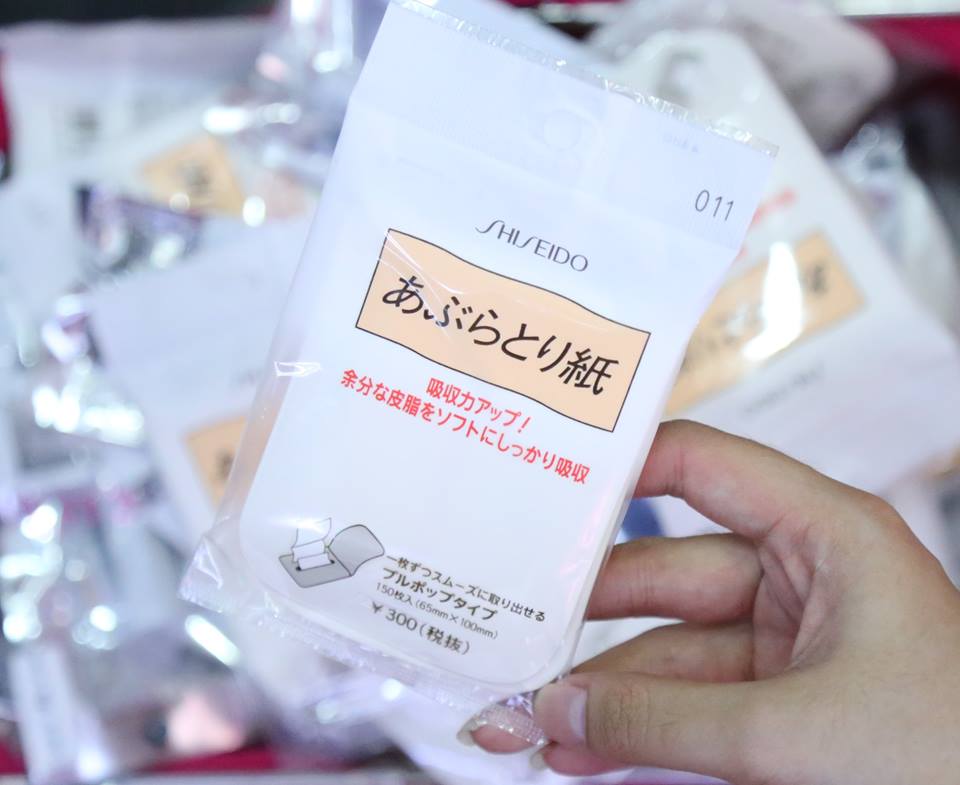 011
SHISEIDO
あぶらとり紙
吸収力アップ!
余分な皮脂をソフトにしっかり吸収
一枚ずつスムーズに取り出せる
プルポップタイプ
150枚入(65mm×100mm)
¥300(税抜)